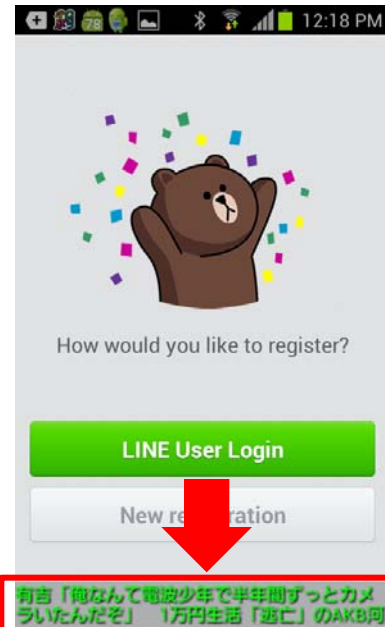 78
12:18 PM
How would you like to register?
LINE User Login
New re ration
有吉「俺なんて電波少年で半年間ずっとカメ
ラいたんだぞ」 1万円生活「逃亡」のAKB回